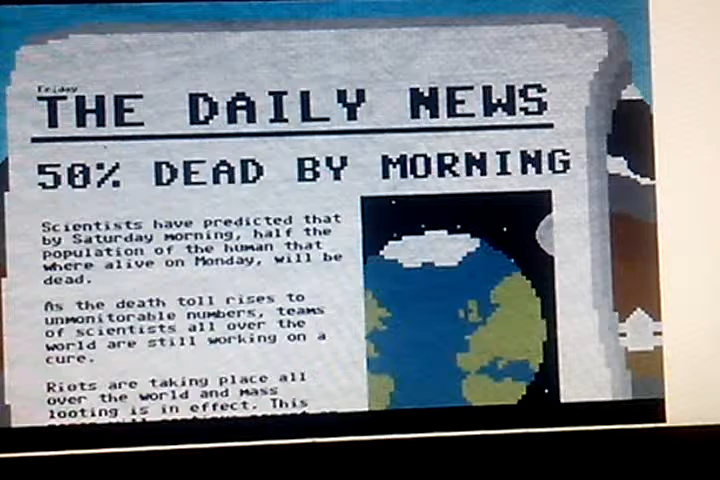 Friday
THE DAILY NEWS
50% DEAD BY MORNING
Scientists have predicted that
by Saturday morning, half the
population of the human that
where alive on Monday, will be
dead.
As the death toll rises to
unmonitorable numbers, teams
of scientists all over the
world are still working on a
cure.
Riots are taking place all
over the world and mass
looting is in effect. This